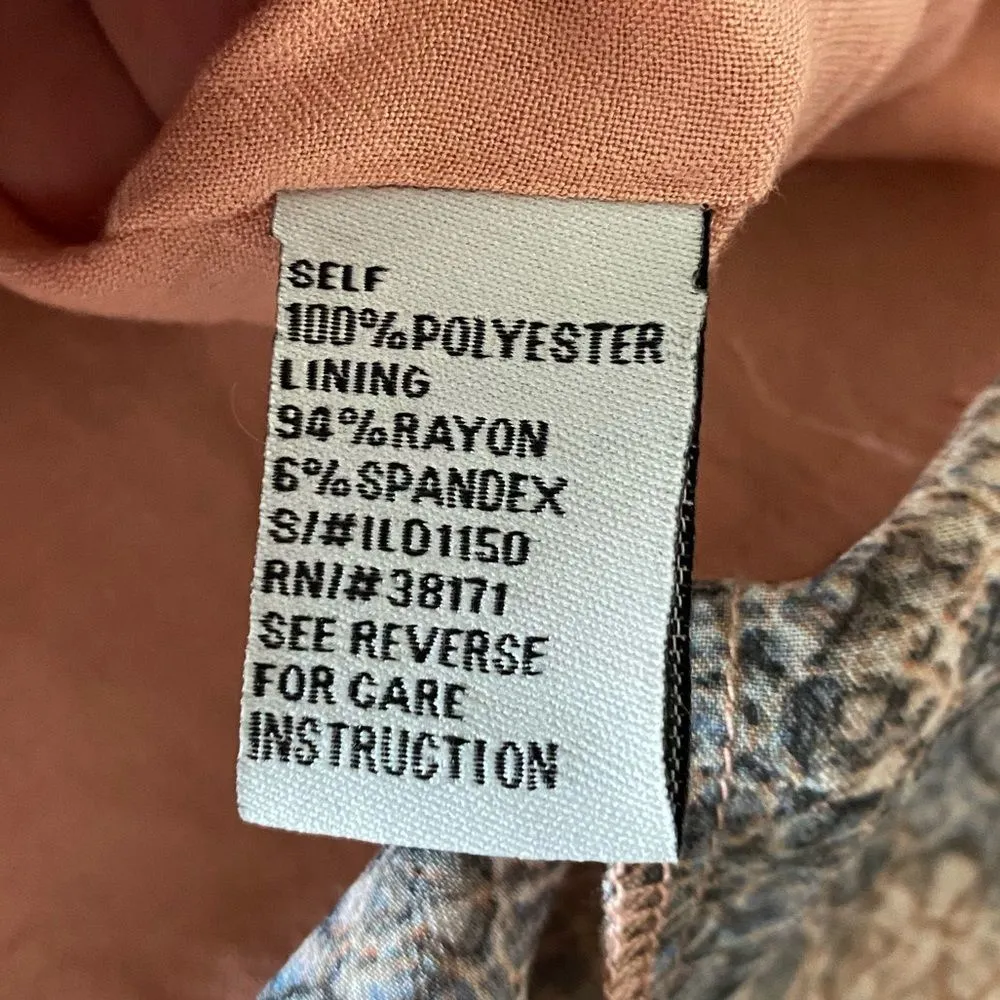 SELF
100%POLYESTER
LINING
94%RAYON
6%SPANDEX
S/#IL01150
RN/#38171
SEE REVERSE
FOR CARE
INSTRUCTION